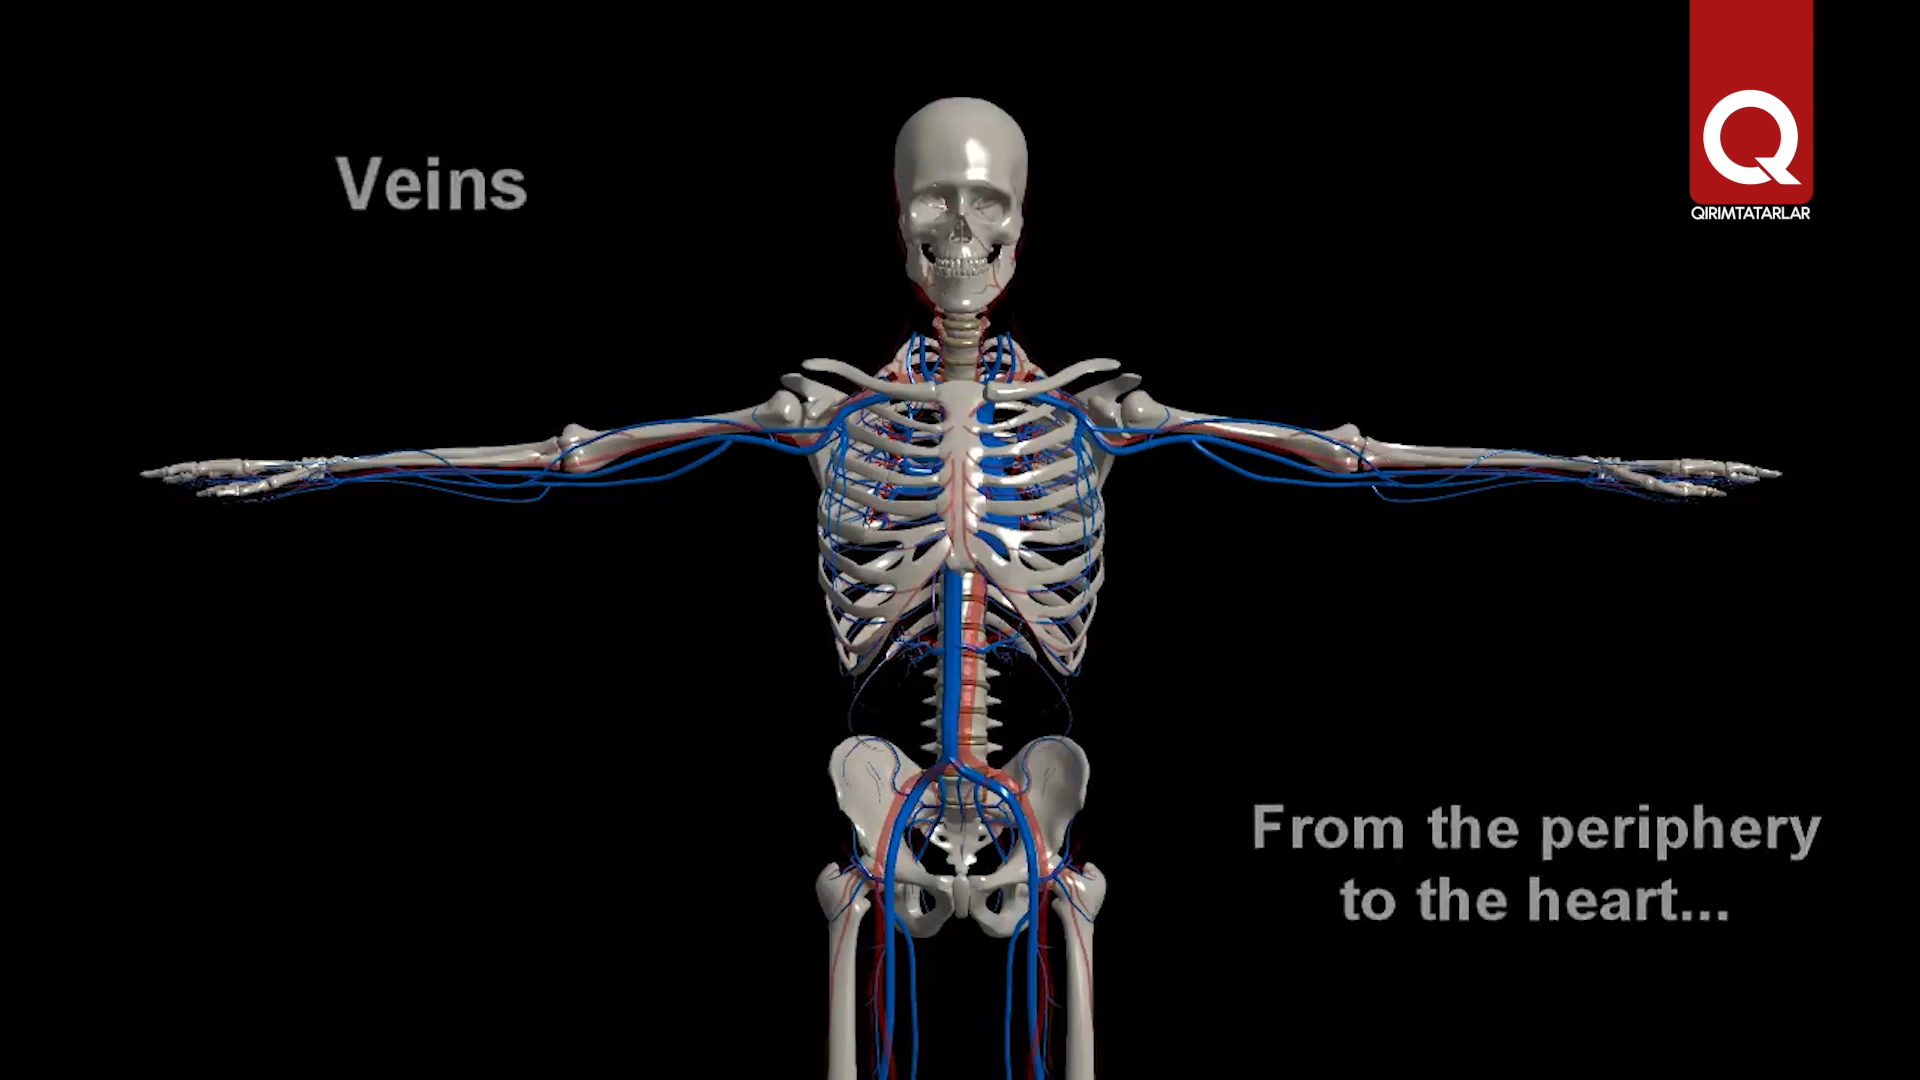 Veins
QIRIMTATARLAR
From the periphery
to the heart...